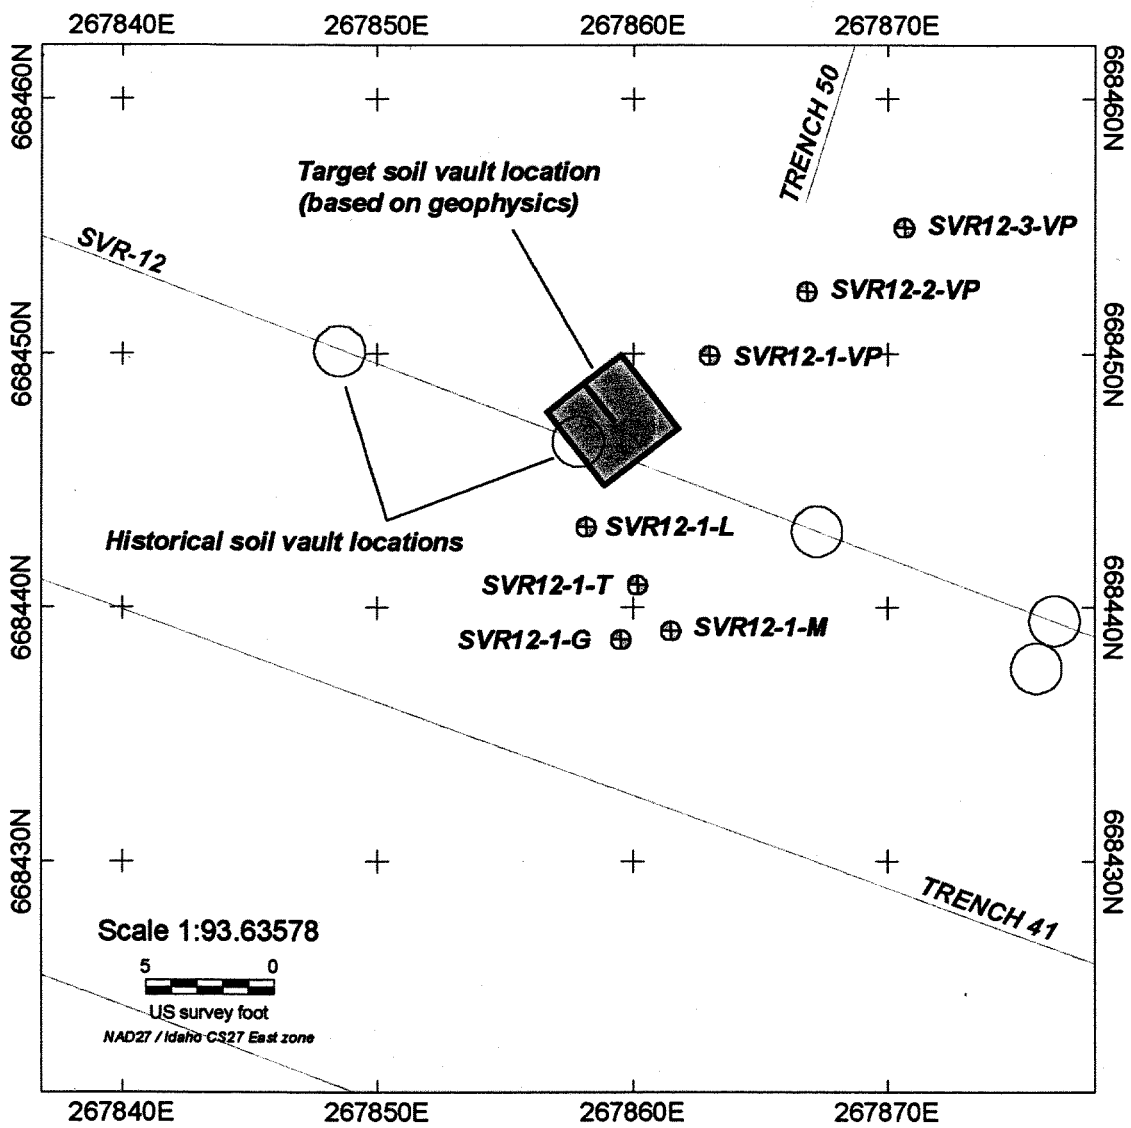 267840E 267850E 267860E 267870E
668460N
668460N
TRENCH 50
Target soil vault location
(based on geophysics)
SVR12-3-VP
SVR-12
SVR12-2-VP
668450N
SVR12-1-VP
668450N
SVR12-1-L
Historical soil vault locations
SVR12-1-T
668440N
SVR12-1-M
668440N
SVR12-1-G
668430N
668430N
TRENCH 41
Scale 1:93.63578
5 0
US survey foot
NAD27 / Idaho CS27 East zone
267840E 267850E 267860E 267870E